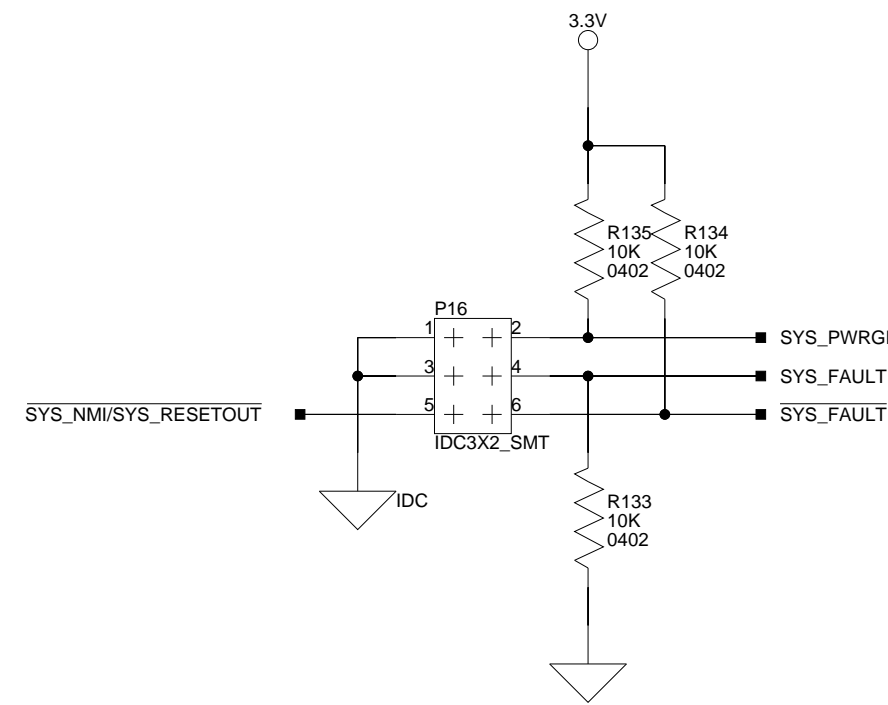 3.3V
R135
10K
0402
R134
10K
0402
P16
1
2
3
4
5
6
IDC3X2_SMT
SYS_PWRG
SYS_FAULT
SYS_FAULT
SYS_NMI/SYS_RESETOUT
IDC
R133
10K
0402